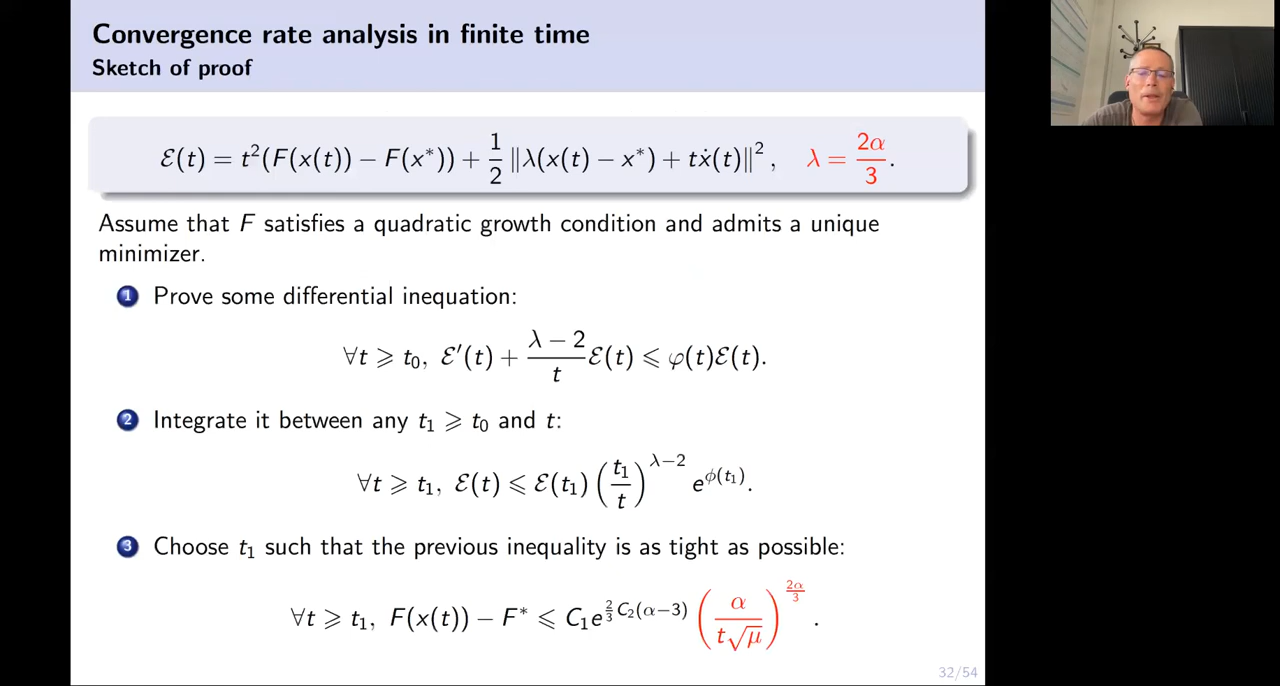 Convergence rate analysis in finite time
Sketch of proof
ℰ(t) = t²(F(x(t)) − F(x*)) + 1/2 ‖λ(x(t) − x*) + tẋ(t)‖², λ = 2α/3.
Assume that F satisfies a quadratic growth condition and admits a unique
minimizer.
1 Prove some differential inequation:
∀t ⩾ t₀, ℰ′(t) + (λ − 2)/t ℰ(t) ⩽ φ(t)ℰ(t).
2 Integrate it between any t₁ ⩾ t₀ and t:
∀t ⩾ t₁, ℰ(t) ⩽ ℰ(t₁) (t₁/t)^{λ−2} e^{ϕ(t₁)}.
3 Choose t₁ such that the previous inequality is as tight as possible:
∀t ⩾ t₁, F(x(t)) − F* ⩽ C₁e^{2/3 C₂(α−3)} (α/(t√μ))^{2α/3}.
32/54